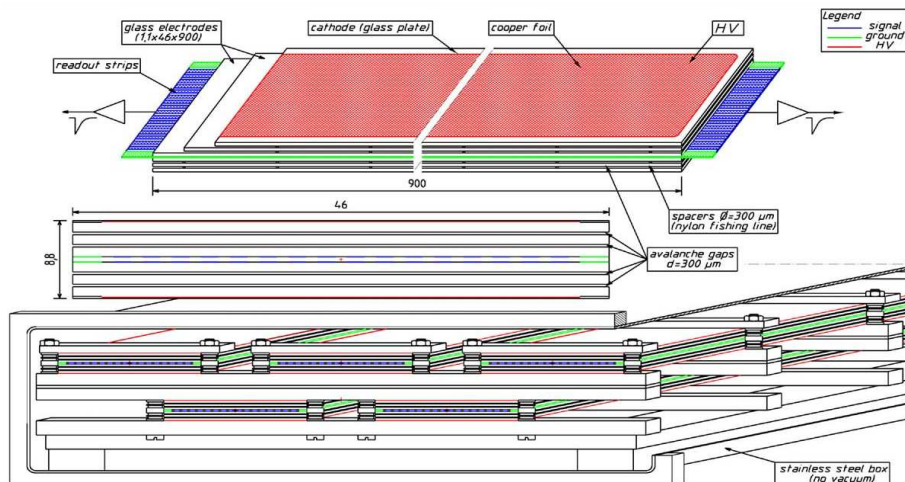 glass electrodes
(1,1x46x900)
cathode (glass plate)
cooper foil
HV
Legend
signal
ground
HV
readout strips
900
46
spacers Ø=300 µm
(nylon fishing line)
8,8
avalanche gaps
d=300 µm
stainless steel box
(no vacuum)